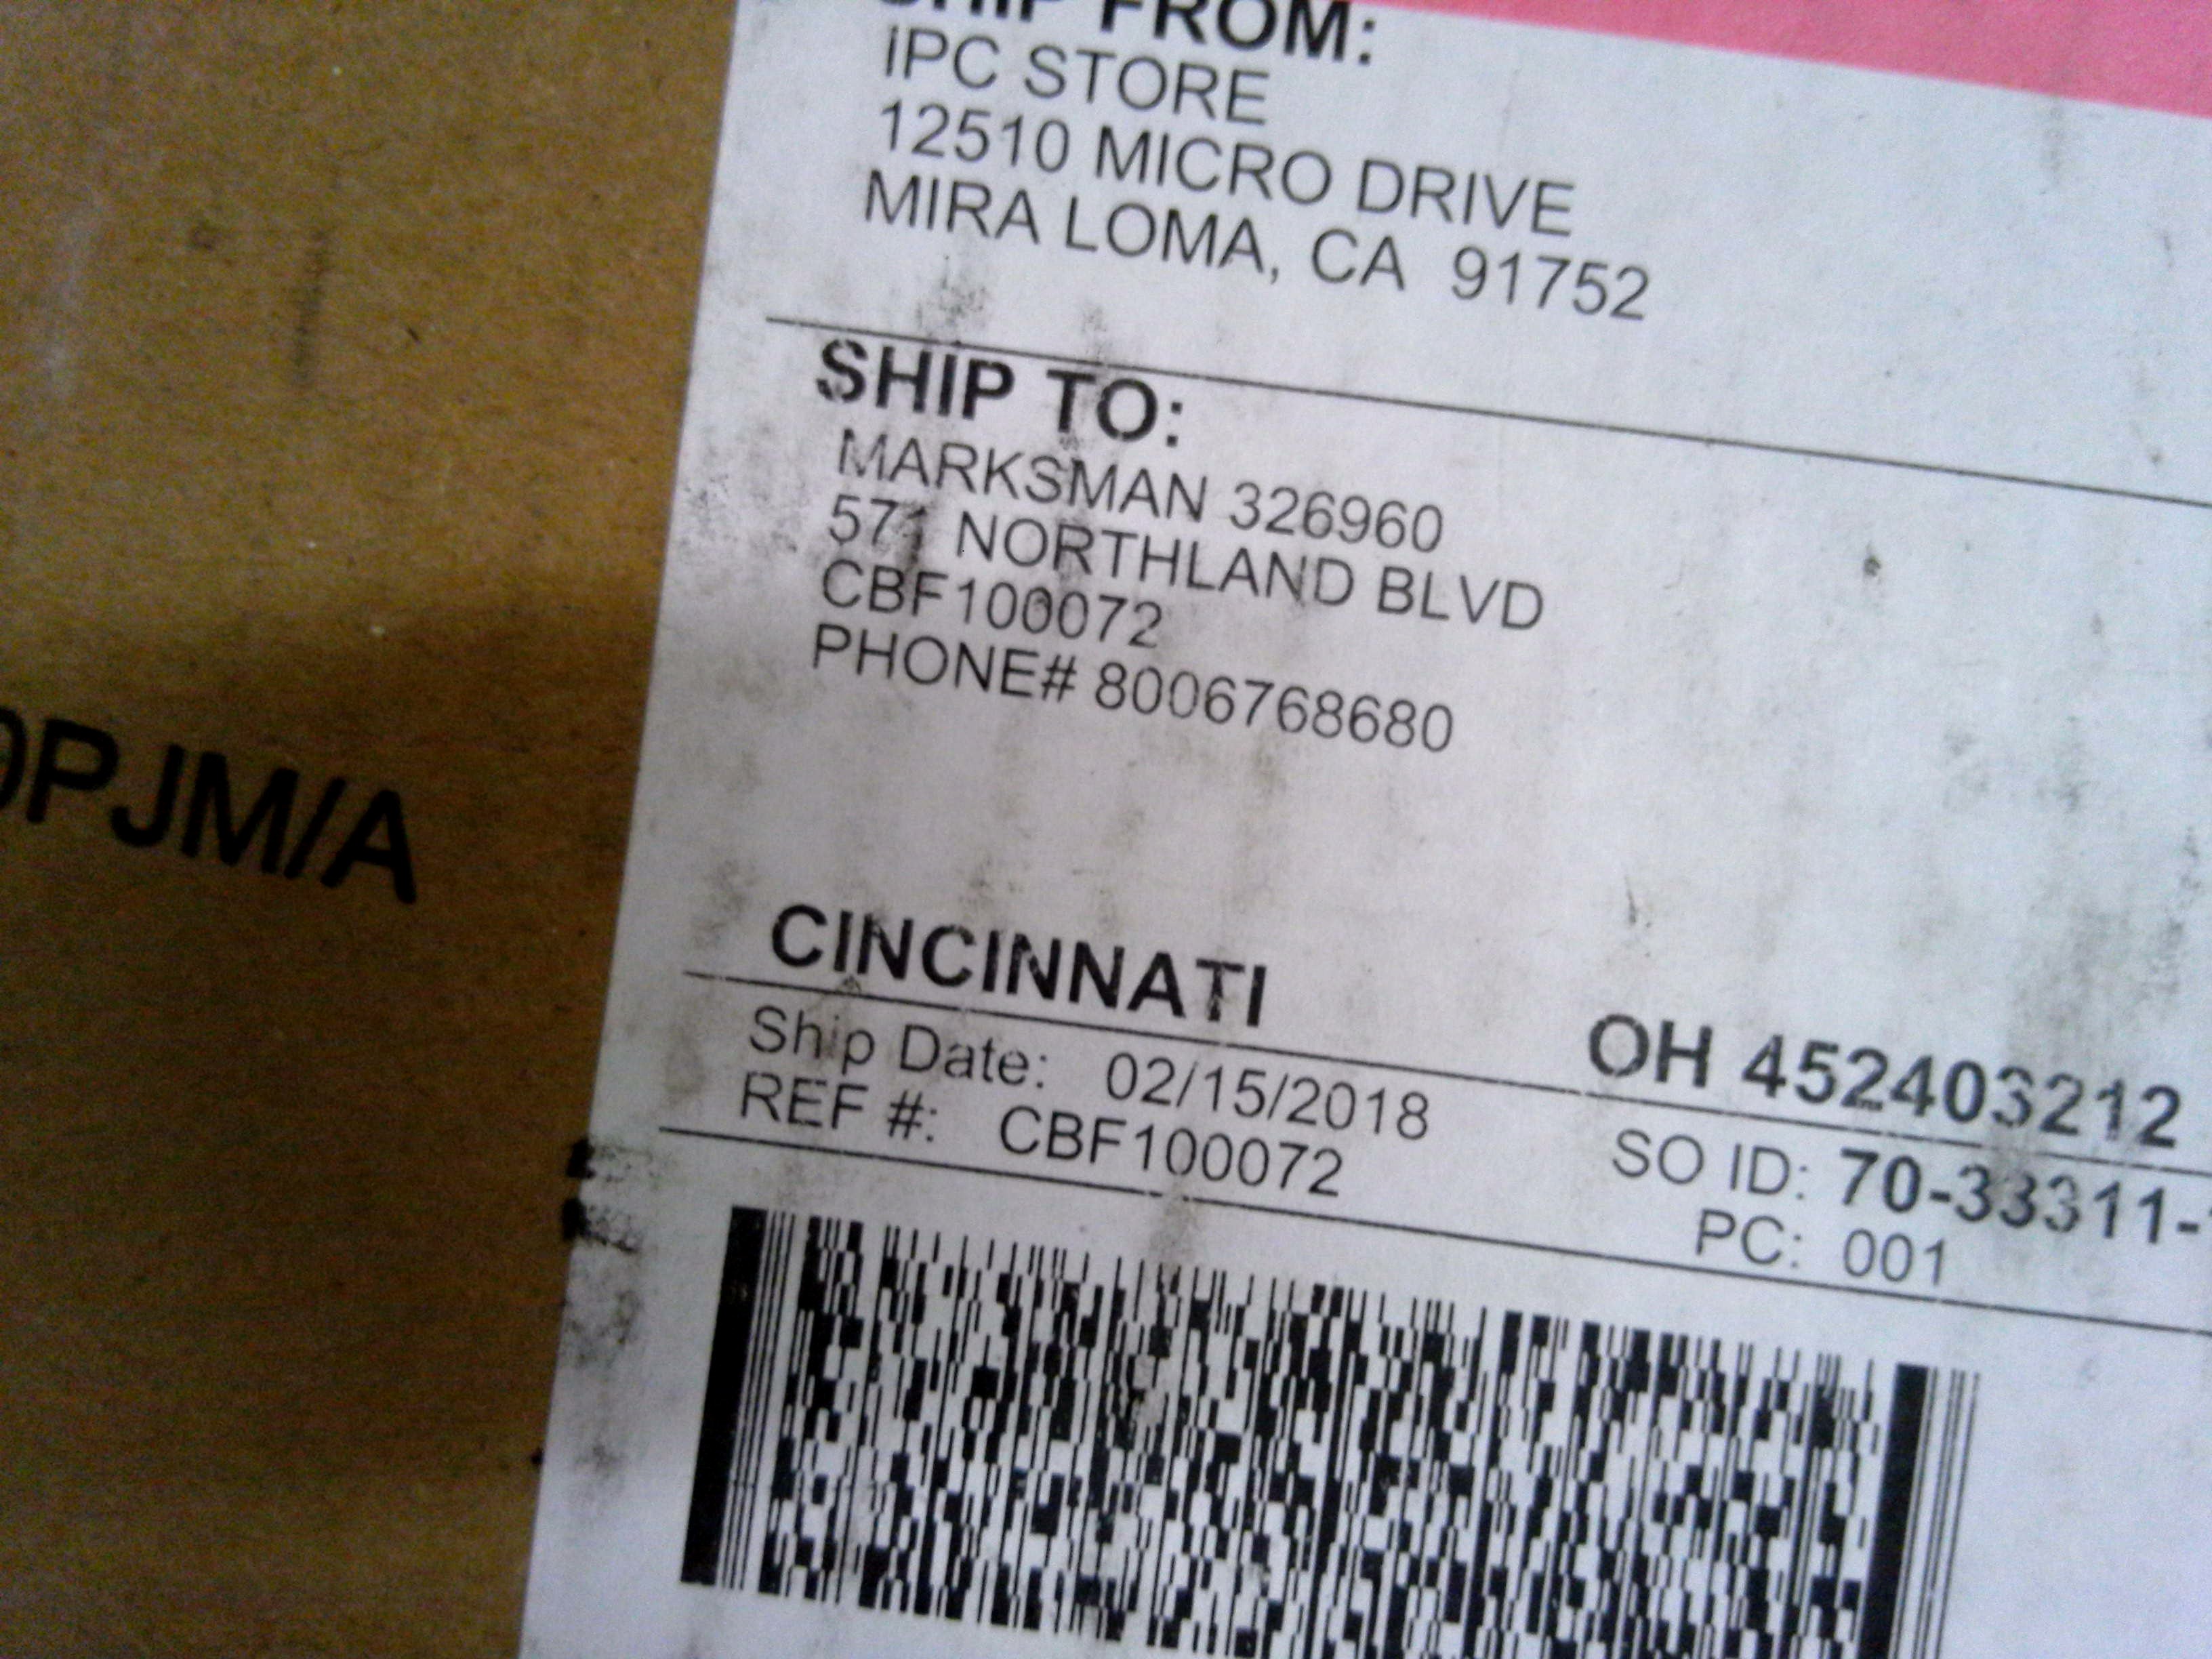 SHIP FROM:
IPC STORE
12510 MICRO DRIVE
MIRA LOMA, CA 91752
SHIP TO:
MARKSMAN 326960
571 NORTHLAND BLVD
CBF100072
PHONE# 8006768680
PJM/A
CINCINNATI OH 452403212
Ship Date: 02/15/2018
REF #: CBF100072
SO ID: 70-33311-
PC: 001